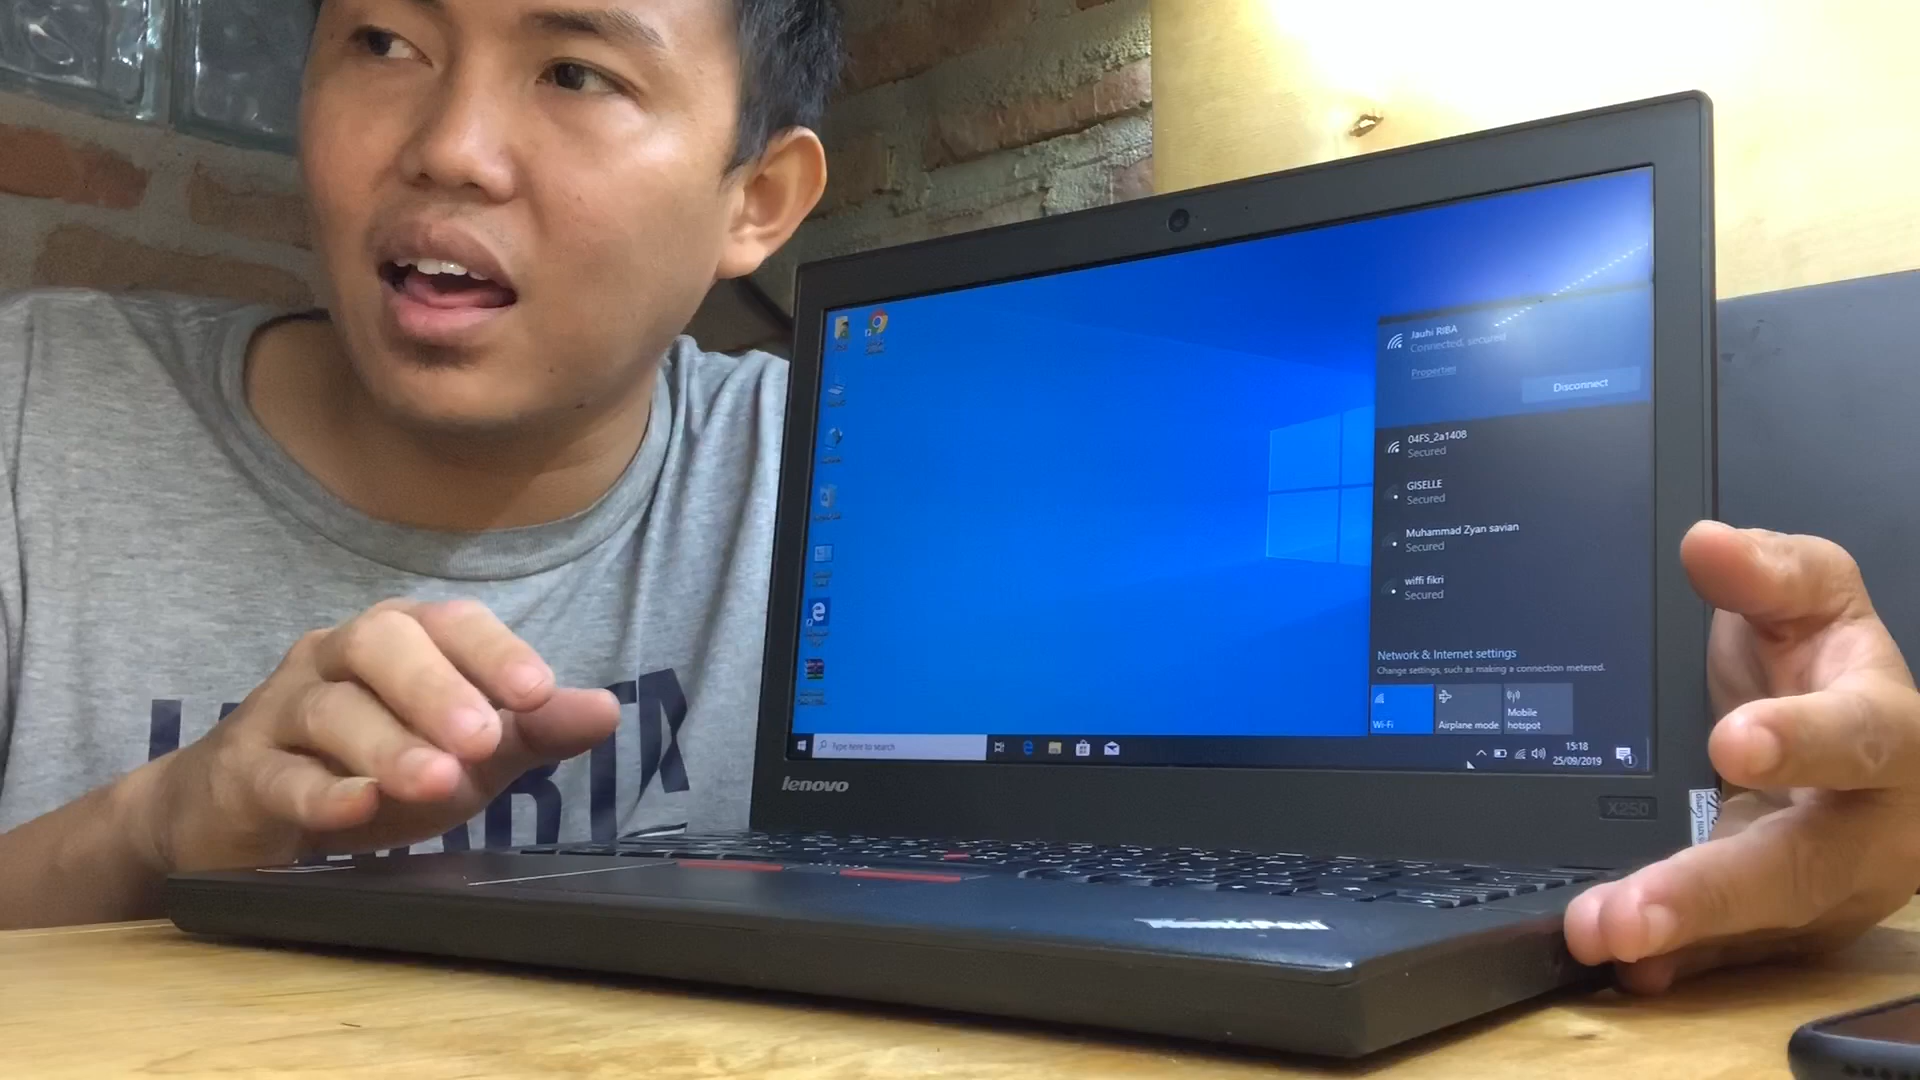 Jauhi RIBA
Connected, secured
Properties
Disconnect
04FS_2a1408
Secured
GISELLE
Secured
Muhammad Zyan savian
Secured
wiffi fikri
Secured
Network & Internet settings
Change settings, such as making a connection metered.
Wi-Fi
Airplane mode
Mobile
hotspot
Type here to search
15:18
25/09/2019
1
lenovo
X250
ThinkPad